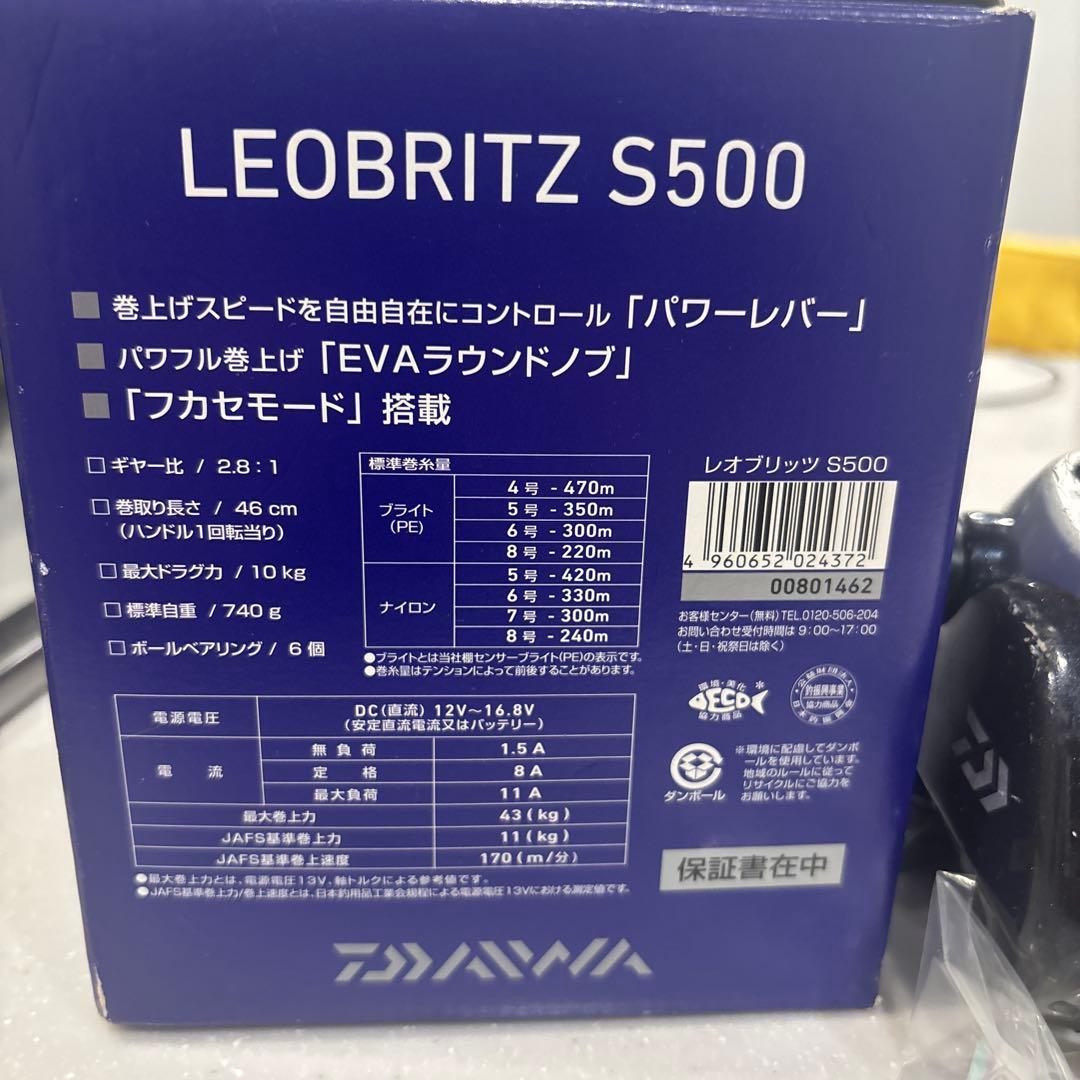 LEOBRITZ S500
■ 巻上げスピードを自由自在にコントロール「パワーレバー」
■ パワフル巻上げ「EVAラウンドノブ」
■「フカセモード」搭載
□ ギヤー比 / 2.8:1
□ 巻取り長さ / 46 cm
(ハンドル1回転当り)
□ 最大ドラグ力 / 10 kg
□ 標準自重 / 740 g
□ ボールベアリング / 6 個
標準巻糸量
ブライト
(PE)
4 号 - 470m
5 号 - 350m
6 号 - 300m
8 号 - 220m
ナイロン
5 号 - 420m
6 号 - 330m
7 号 - 300m
8 号 - 240m
●ブライトとは当社棚センサーブライト(PE)の表示です。
●巻糸量はテンションによって前後することがあります。
レオブリッツ S500
4 960652 024372
00801462
お客様センター(無料)TEL.0120-506-204
お問い合わせ受付時間は 9:00〜17:00
(土・日・祝祭日は除く)
環境・美化 *
ECO
協力商品
釣振興事業
協力商品
ダンボール
※環境に配慮してダンボ
ールを使用しています。
地域のルールに従って
リサイクルにご協力を
お願いします。
電源電圧 DC(直流) 12V〜16.8V
(安定直流電流又はバッテリー)
電 流
無 負 荷 1.5 A
定 格 8 A
最大負荷 11 A
最大巻上力 43 ( kg )
JAFS基準巻上力 11 ( kg )
JAFS基準巻上速度 170 ( m/分 )
●最大巻上力とは、電源電圧13V、軸トルクによる参考値です。
●JAFS基準巻上力/巻上速度とは、日本釣用品工業会規程による電源電圧13Vにおける測定値です。
保証書在中
DAIWA